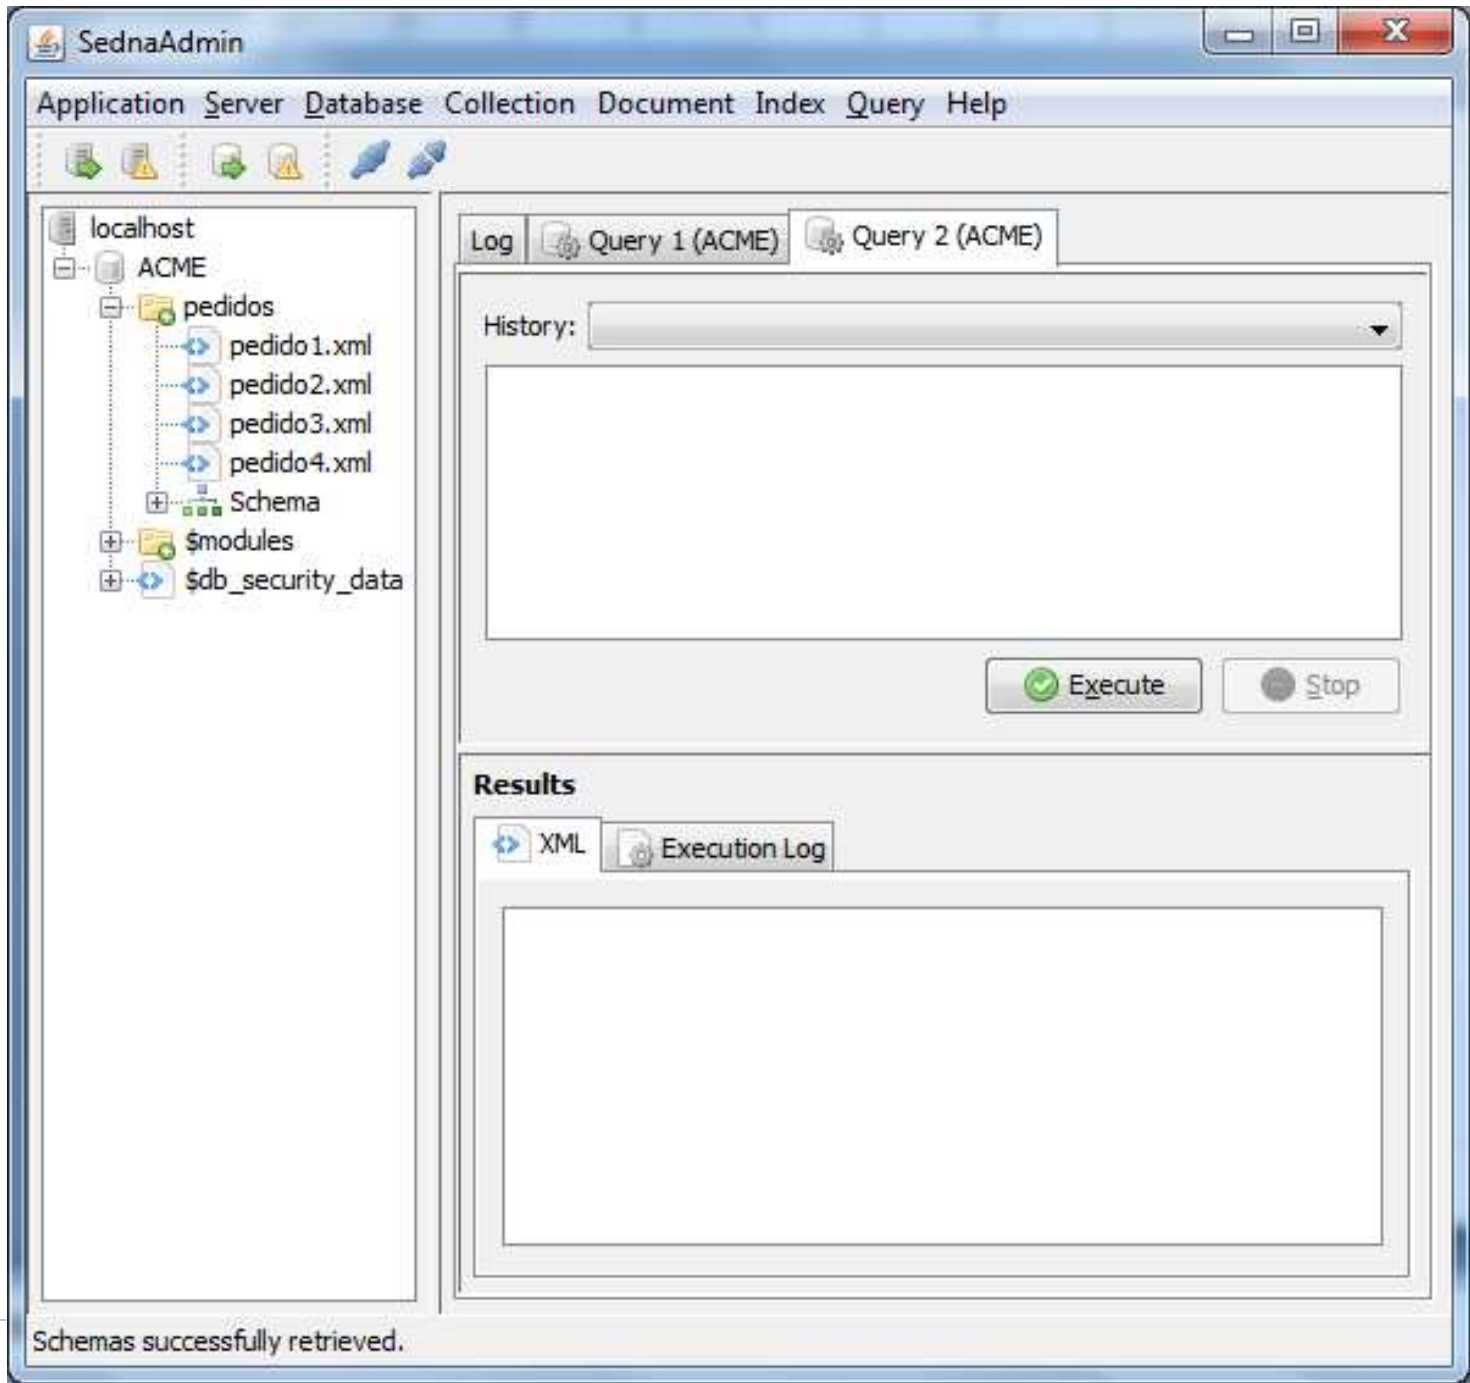 SednaAdmin
Application Server Database Collection Document Index Query Help
localhost
ACME
pedidos
pedido1.xml
pedido2.xml
pedido3.xml
pedido4.xml
Schema
$modules
$db_security_data
Log Query 1 (ACME) Query 2 (ACME)
History:
Execute Stop
Results
XML Execution Log
Schemas successfully retrieved.